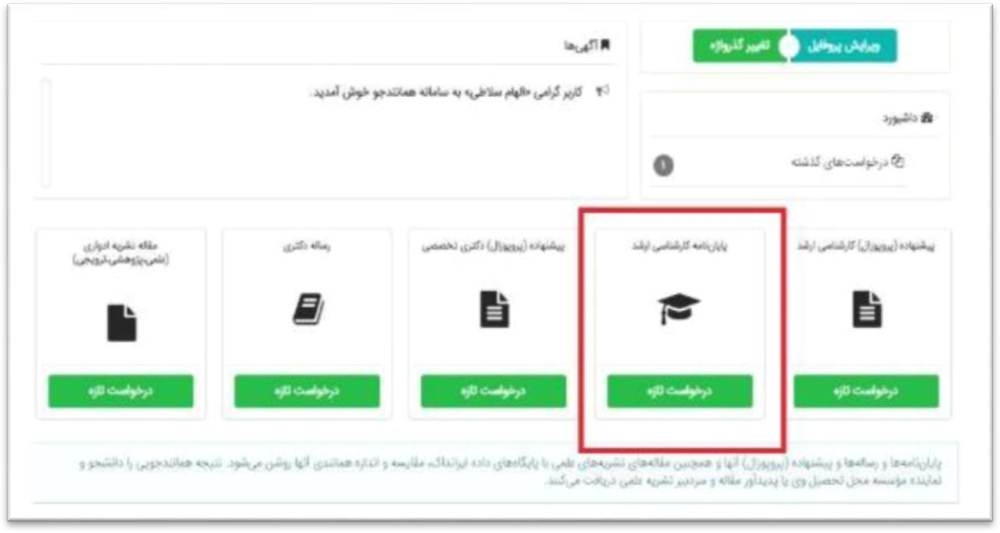 ویرایش پروفایل
تغییر گذرواژه
آگهی‌ها
کاربر گرامی «الهام سلاطی» به سامانه همانندجو خوش آمدید.
داشبورد
درخواست‌های گذشته
۱
پیشنهاده (پروپوزال) کارشناسی ارشد
درخواست تازه
پایان‌نامه کارشناسی ارشد
درخواست تازه
پیشنهاده (پروپوزال) دکتری تخصصی
درخواست تازه
رساله دکتری
درخواست تازه
مقاله نشریه ادواری
(علمی،پژوهشی،ترویجی)
درخواست تازه
پایان‌نامه‌ها و رساله‌ها و پیشنهاده (پروپوزال) آنها و همچنین مقاله‌های نشریه‌های علمی با پایگاه‌های داده ایرانداک، مقایسه و اندازه همانندی آنها روشن می‌شود. نتیجه همانندجویی را دانشجو و
نماینده مؤسسه محل تحصیل وی یا پدیدآور مقاله و سردبیر نشریه علمی دریافت می‌کنند.